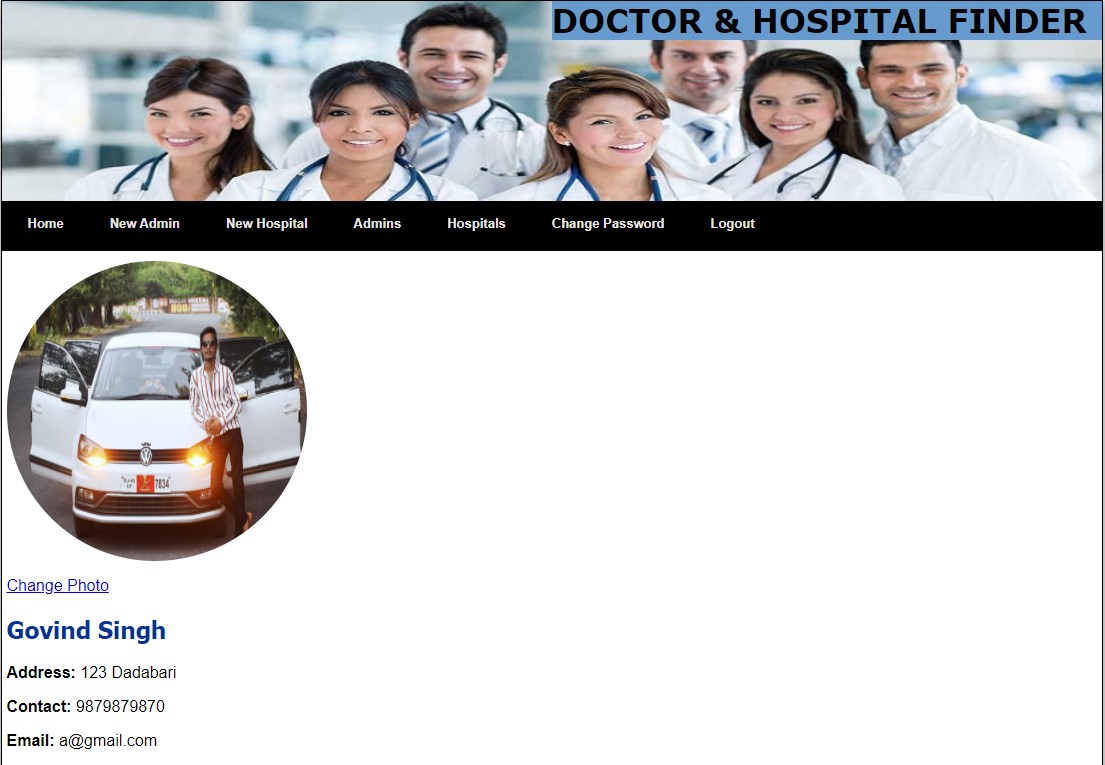 DOCTOR & HOSPITAL FINDER
Home New Admin New Hospital Admins Hospitals Change Password Logout
7834
Change Photo
Govind Singh
Address: 123 Dadabari
Contact: 9879879870
Email: a@gmail.com